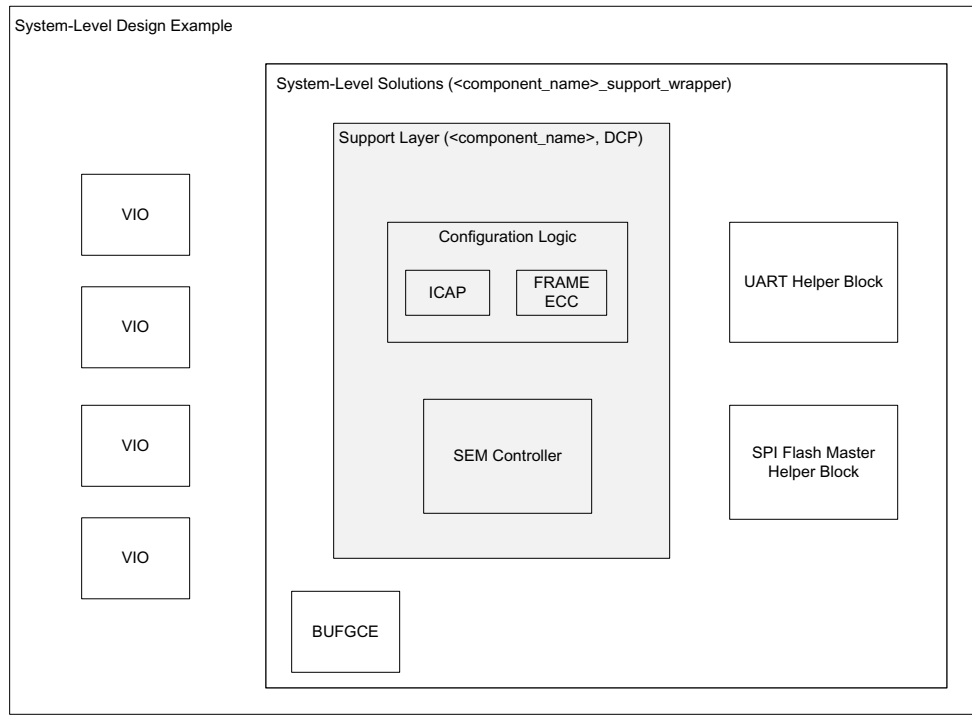 System-Level Design Example
System-Level Solutions (<component_name>_support_wrapper)
Support Layer (<component_name>, DCP)
VIO
VIO
VIO
VIO
Configuration Logic
ICAP
FRAME
ECC
SEM Controller
UART Helper Block
SPI Flash Master
Helper Block
BUFGCE